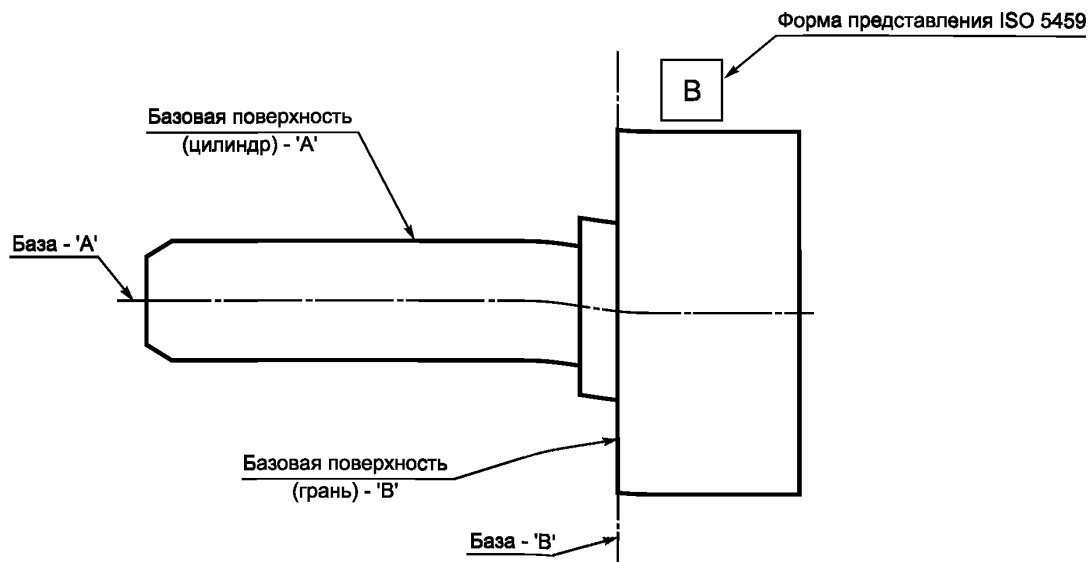 Форма представления ISO 5459
B
Базовая поверхность
(цилиндр) - 'A'
База - 'A'
Базовая поверхность
(грань) - 'B'
База - 'B'